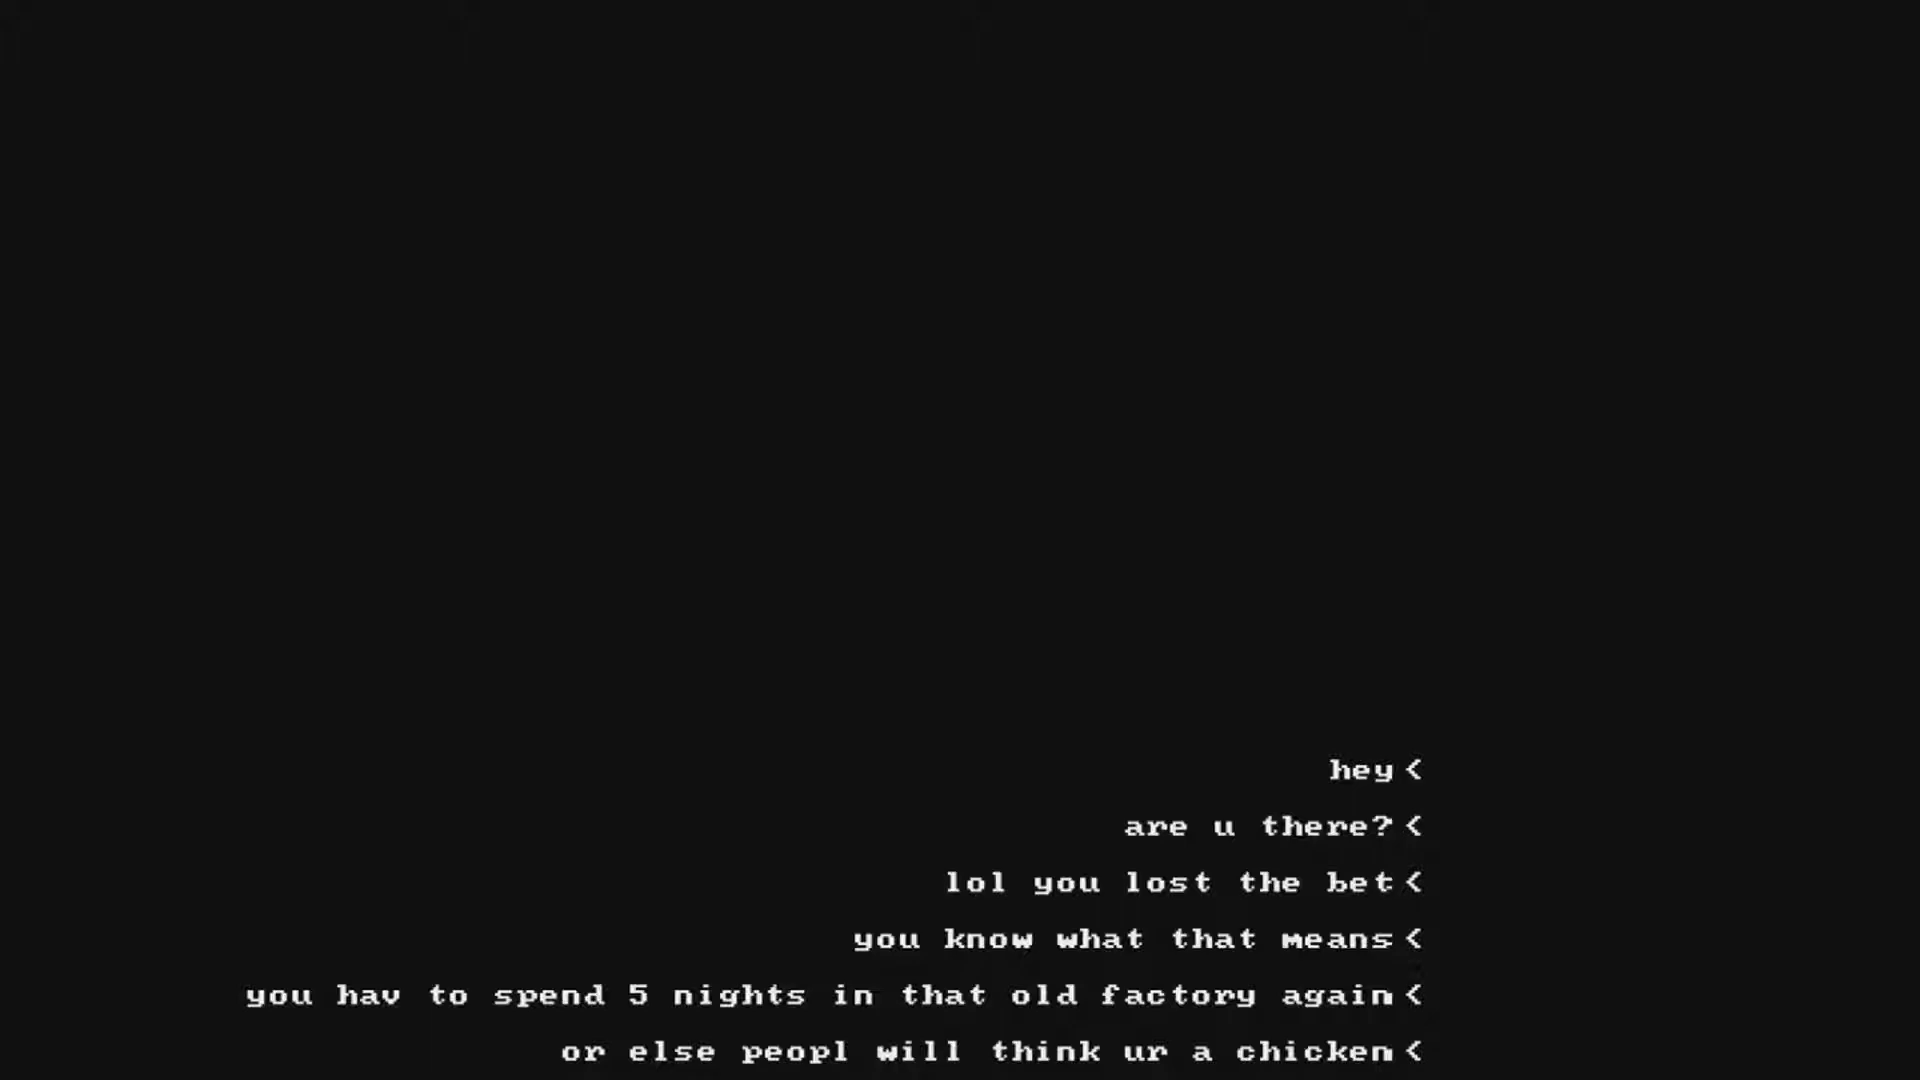 hey <
are u there? <
lol you lost the bet <
you know what that means <
you hav to spend 5 nights in that old factory again <
or else peopl will think ur a chicken <